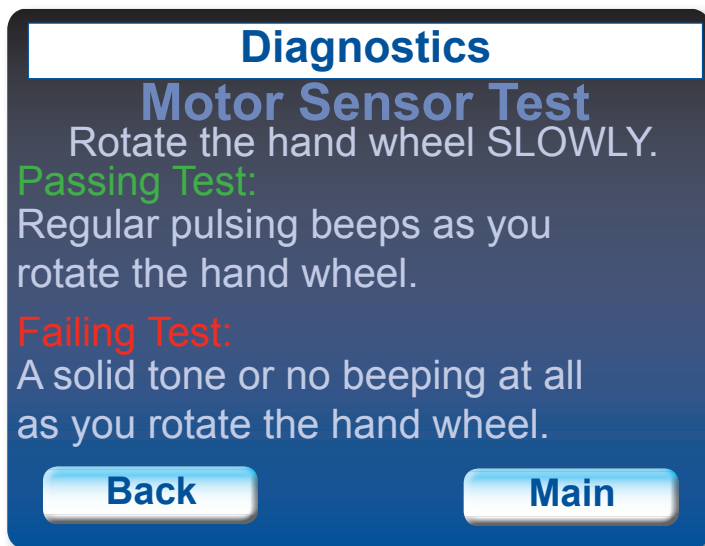 Diagnostics
Motor Sensor Test
Rotate the hand wheel SLOWLY.
Passing Test:
Regular pulsing beeps as you
rotate the hand wheel.
Failing Test:
A solid tone or no beeping at all
as you rotate the hand wheel.
Back
Main